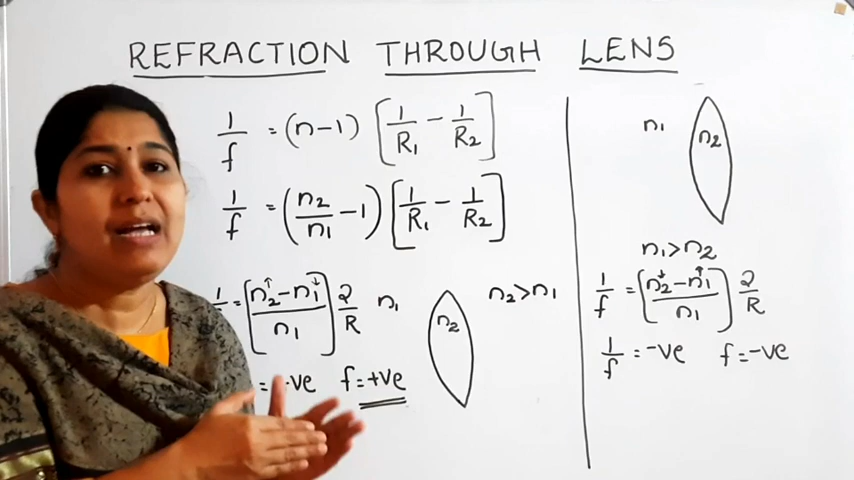 REFRACTION THROUGH LENS
1/f = (n-1) [1/R₁ - 1/R₂]
1/f = (n₂/n₁ - 1) [1/R₁ - 1/R₂]
1/f = [n₂↑ - n₁↓ / n₁] 2/R
n₁
n₂
n₂>n₁
f=+ve
n₁
n₂
n₁>n₂
1/f = [n₂↓ - n₁↑ / n₁] 2/R
1/f = -ve f=-ve